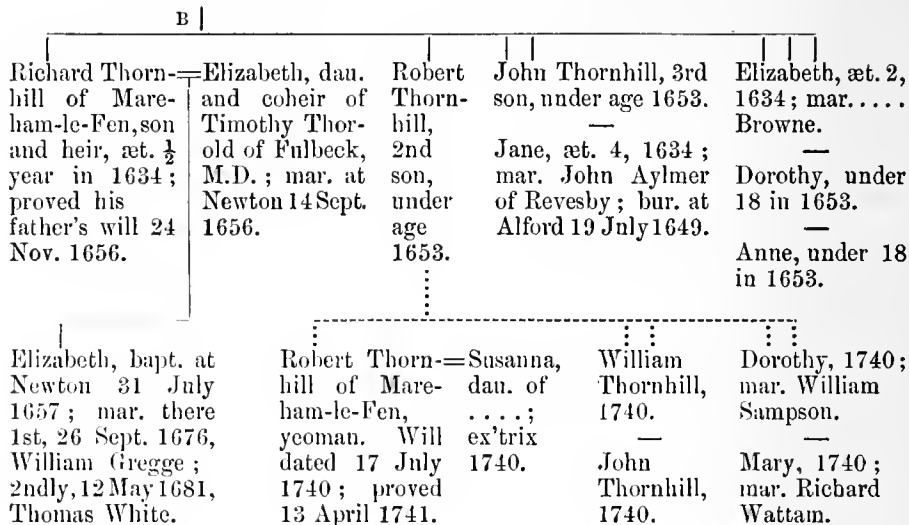 B
Richard Thorn-
hill of Mare-
ham-le-Fen, son
and heir, æt. ½
year in 1634 ;
proved his
father's will 24
Nov. 1656.
=Elizabeth, dau.
and coheir of
Timothy Thor-
old of Fulbeck,
M.D. ; mar. at
Newton 14 Sept.
1656.
Robert
Thorn-
hill,
2nd
son,
under
age
1653.
John Thornhill, 3rd
son, under age 1653.
—
Jane, æt. 4, 1634 ;
mar. John Aylmer
of Revesby ; bur. at
Alford 19 July 1649.
Elizabeth, æt. 2,
1634 ; mar. . . . .
Browne.
—
Dorothy, under
18 in 1653.
—
Anne, under 18
in 1653.
Elizabeth, bapt. at
Newton 31 July
1657 ; mar. there
1st, 26 Sept. 1676,
William Gregge ;
2ndly, 12 May 1681,
Thomas White.
Robert Thorn-
hill of Mare-
ham-le-Fen,
yeoman. Will
dated 17 July
1740 ; proved
13 April 1741.
=Susanna,
dau. of
. . . . ;
ex'trix
1740.
William
Thornhill,
1740.
—
John
Thornhill,
1740.
Dorothy, 1740 ;
mar. William
Sampson.
—
Mary, 1740 ;
mar. Richard
Wattam.